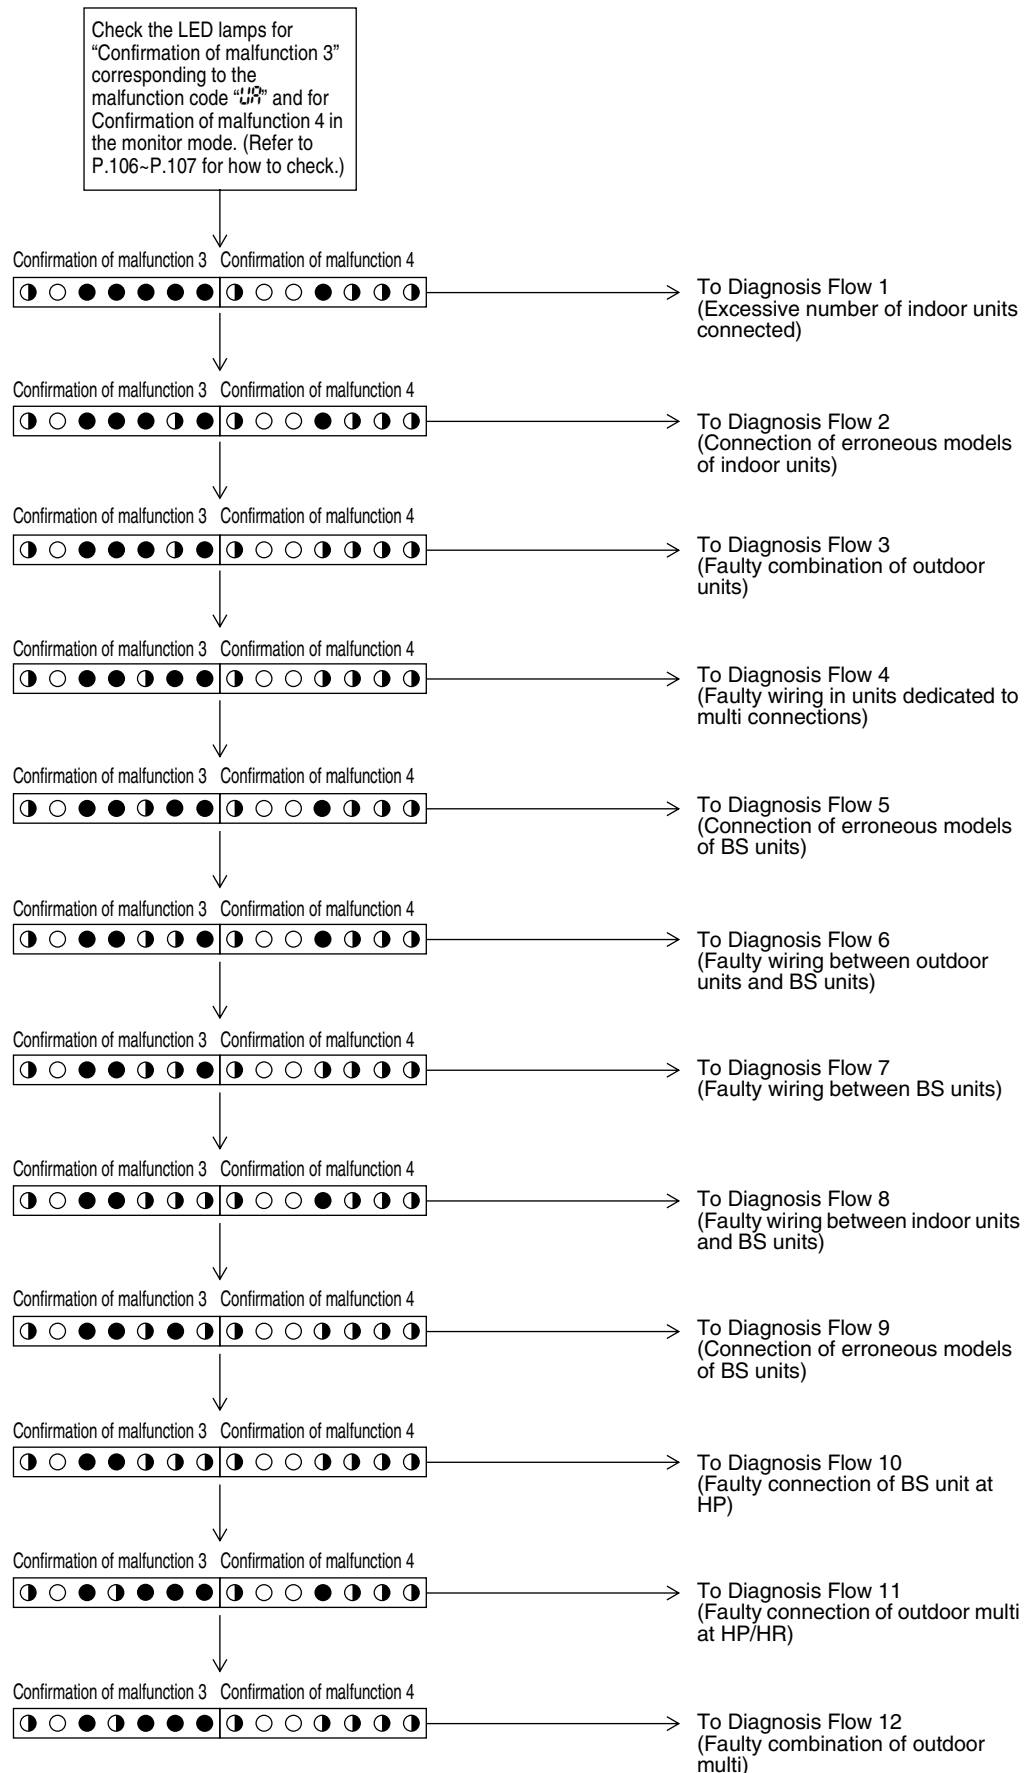 Check the LED lamps for
“Confirmation of malfunction 3”
corresponding to the
malfunction code “UA” and for
Confirmation of malfunction 4 in
the monitor mode. (Refer to
P.106~P.107 for how to check.)
Confirmation of malfunction 3 Confirmation of malfunction 4
To Diagnosis Flow 1
(Excessive number of indoor units
connected)
Confirmation of malfunction 3 Confirmation of malfunction 4
To Diagnosis Flow 2
(Connection of erroneous models
of indoor units)
Confirmation of malfunction 3 Confirmation of malfunction 4
To Diagnosis Flow 3
(Faulty combination of outdoor
units)
Confirmation of malfunction 3 Confirmation of malfunction 4
To Diagnosis Flow 4
(Faulty wiring in units dedicated to
multi connections)
Confirmation of malfunction 3 Confirmation of malfunction 4
To Diagnosis Flow 5
(Connection of erroneous models
of BS units)
Confirmation of malfunction 3 Confirmation of malfunction 4
To Diagnosis Flow 6
(Faulty wiring between outdoor
units and BS units)
Confirmation of malfunction 3 Confirmation of malfunction 4
To Diagnosis Flow 7
(Faulty wiring between BS units)
Confirmation of malfunction 3 Confirmation of malfunction 4
To Diagnosis Flow 8
(Faulty wiring between indoor units
and BS units)
Confirmation of malfunction 3 Confirmation of malfunction 4
To Diagnosis Flow 9
(Connection of erroneous models
of BS units)
Confirmation of malfunction 3 Confirmation of malfunction 4
To Diagnosis Flow 10
(Faulty connection of BS unit at
HP)
Confirmation of malfunction 3 Confirmation of malfunction 4
To Diagnosis Flow 11
(Faulty connection of outdoor multi
at HP/HR)
Confirmation of malfunction 3 Confirmation of malfunction 4
To Diagnosis Flow 12
(Faulty combination of outdoor
multi)